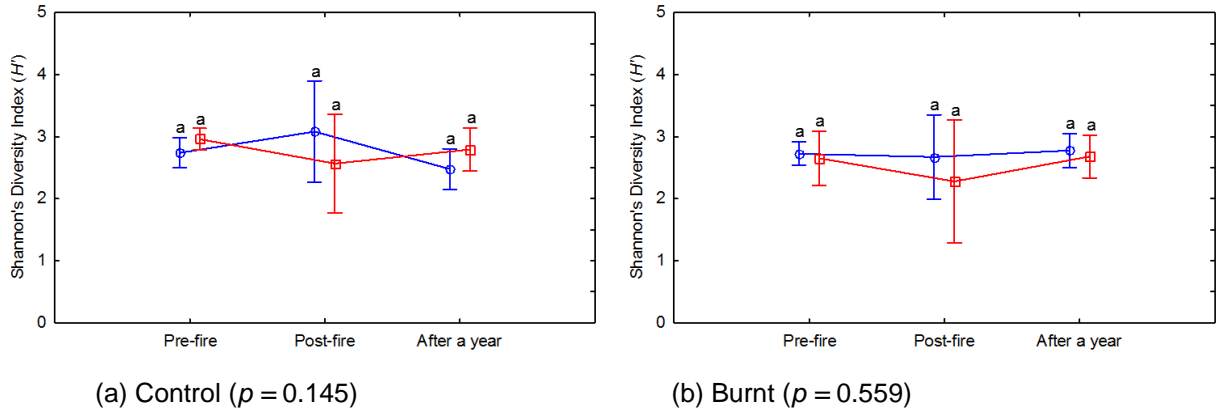 Shannon's Diversity Index (H')
5
4
3
2
1
0
a a
a a
a a
Pre-fire Post-fire After a year
(a) Control (p = 0.145)
Shannon's Diversity Index (H')
5
4
3
2
1
0
a a
a a
a a
Pre-fire Post-fire After a year
(b) Burnt (p = 0.559)